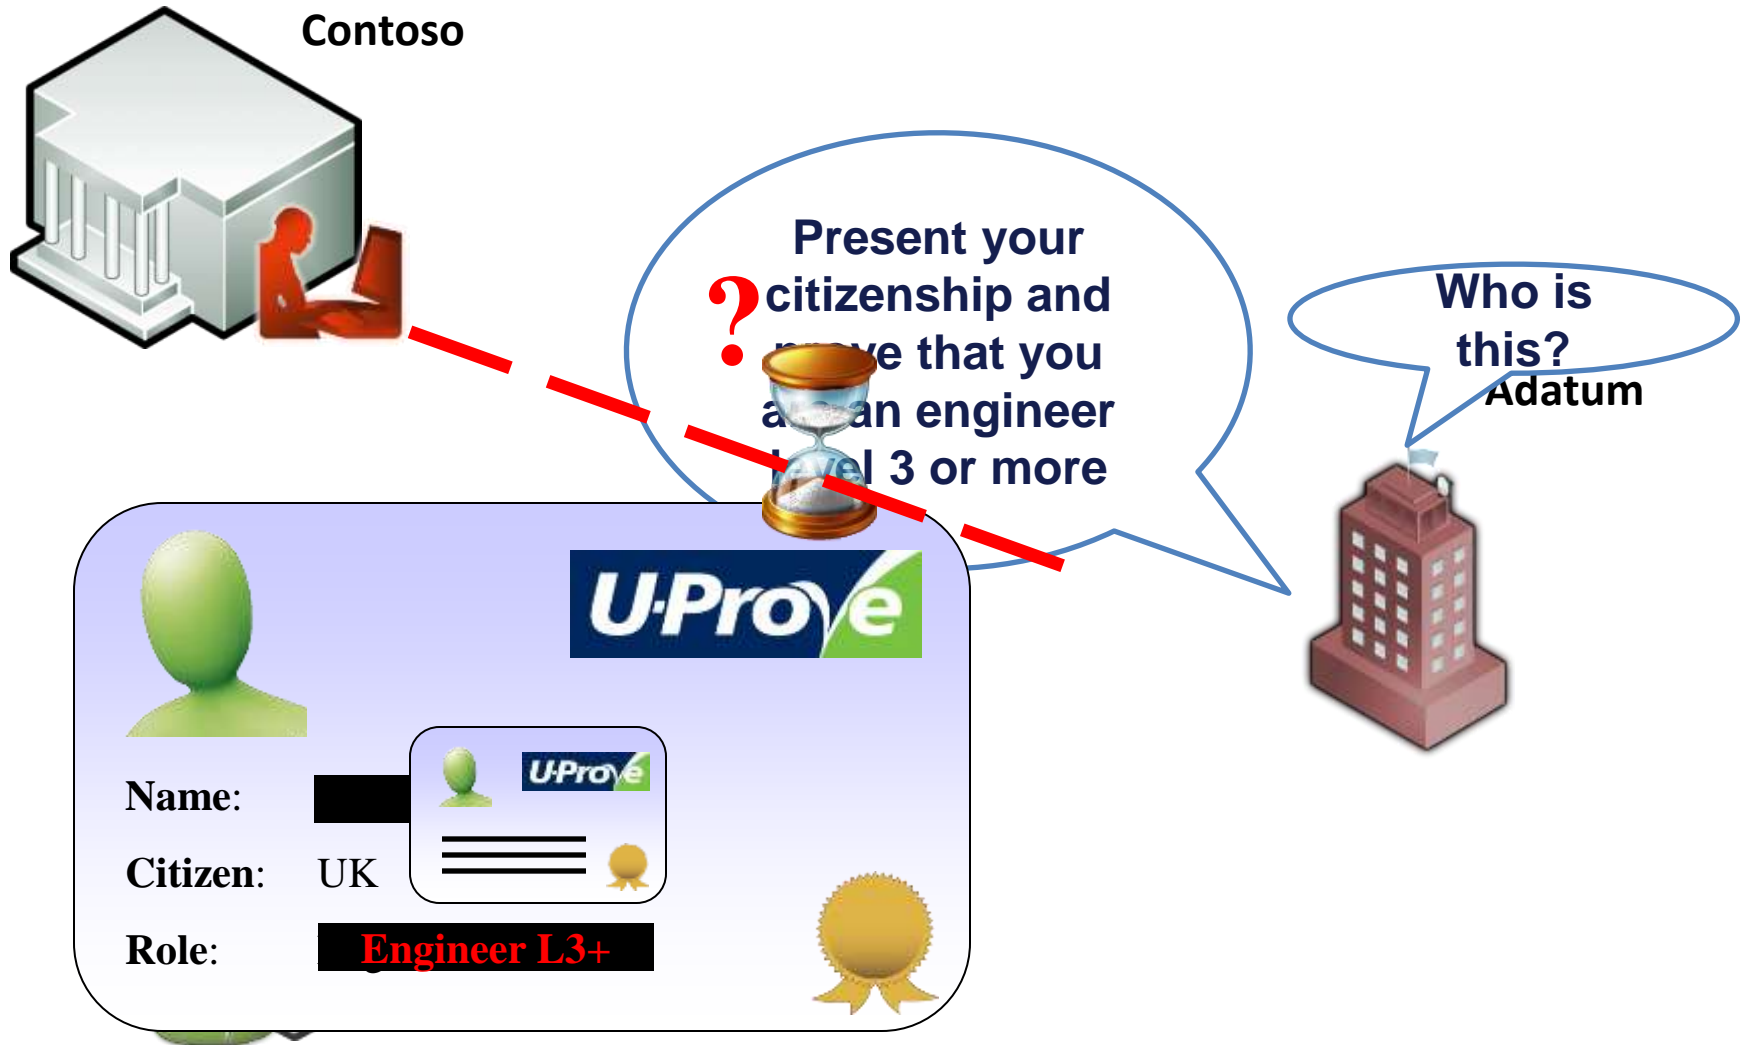 Contoso
Present your
citizenship and
that you
an engineer
3 or more
?
Who is
this?
Adatum
U-Prove
Name:
U-Prove
Citizen: UK
Role: Engineer L3+